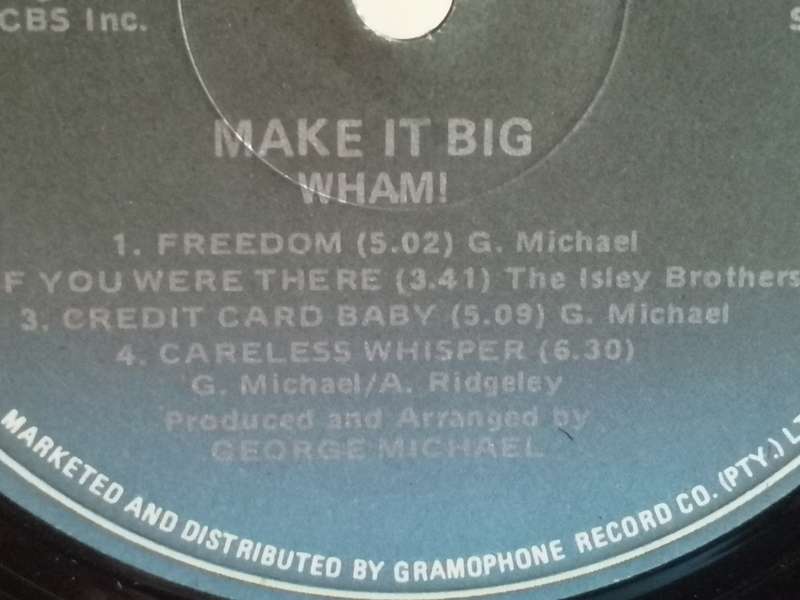 CBS Inc.
MAKE IT BIG
WHAM!
1. FREEDOM (5.02) G. Michael
F YOU WERE THERE (3.41) The Isley Brothers
3. CREDIT CARD BABY (5.09) G. Michael
4. CARELESS WHISPER (6.30)
G. Michael/A. Ridgeley
Produced and Arranged by
GEORGE MICHAEL
MARKETED AND DISTRIBUTED BY GRAMOPHONE RECORD CO. (PTY.) LT